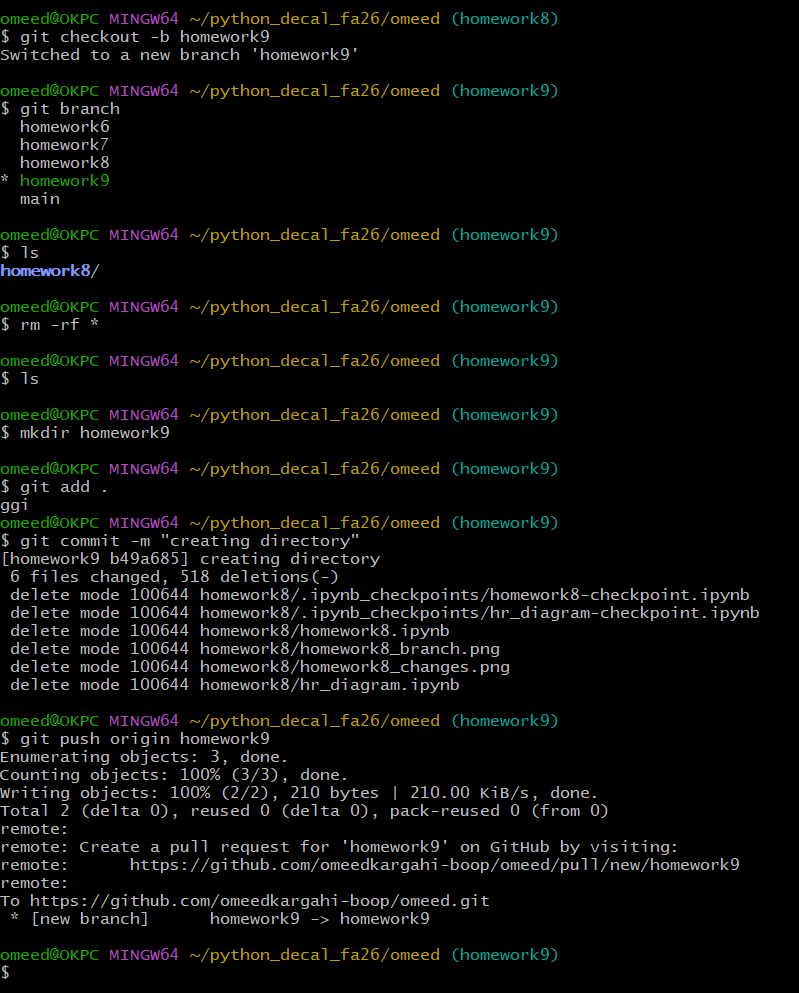 omeed@OKPC MINGW64 ~/python_decal_fa26/omeed (homework8)
$ git checkout -b homework9
Switched to a new branch 'homework9'
omeed@OKPC MINGW64 ~/python_decal_fa26/omeed (homework9)
$ git branch
  homework6
  homework7
  homework8
* homework9
  main
omeed@OKPC MINGW64 ~/python_decal_fa26/omeed (homework9)
$ ls
homework8/
omeed@OKPC MINGW64 ~/python_decal_fa26/omeed (homework9)
$ rm -rf *
omeed@OKPC MINGW64 ~/python_decal_fa26/omeed (homework9)
$ ls
omeed@OKPC MINGW64 ~/python_decal_fa26/omeed (homework9)
$ mkdir homework9
omeed@OKPC MINGW64 ~/python_decal_fa26/omeed (homework9)
$ git add .
ggi
omeed@OKPC MINGW64 ~/python_decal_fa26/omeed (homework9)
$ git commit -m "creating directory"
[homework9 b49a685] creating directory
 6 files changed, 518 deletions(-)
 delete mode 100644 homework8/.ipynb_checkpoints/homework8-checkpoint.ipynb
 delete mode 100644 homework8/.ipynb_checkpoints/hr_diagram-checkpoint.ipynb
 delete mode 100644 homework8/homework8.ipynb
 delete mode 100644 homework8/homework8_branch.png
 delete mode 100644 homework8/homework8_changes.png
 delete mode 100644 homework8/hr_diagram.ipynb
omeed@OKPC MINGW64 ~/python_decal_fa26/omeed (homework9)
$ git push origin homework9
Enumerating objects: 3, done.
Counting objects: 100% (3/3), done.
Writing objects: 100% (2/2), 210 bytes | 210.00 KiB/s, done.
Total 2 (delta 0), reused 0 (delta 0), pack-reused 0 (from 0)
remote:
remote: Create a pull request for 'homework9' on GitHub by visiting:
remote:      https://github.com/omeedkargahi-boop/omeed/pull/new/homework9
remote:
To https://github.com/omeedkargahi-boop/omeed.git
 * [new branch]      homework9 -> homework9
omeed@OKPC MINGW64 ~/python_decal_fa26/omeed (homework9)
$